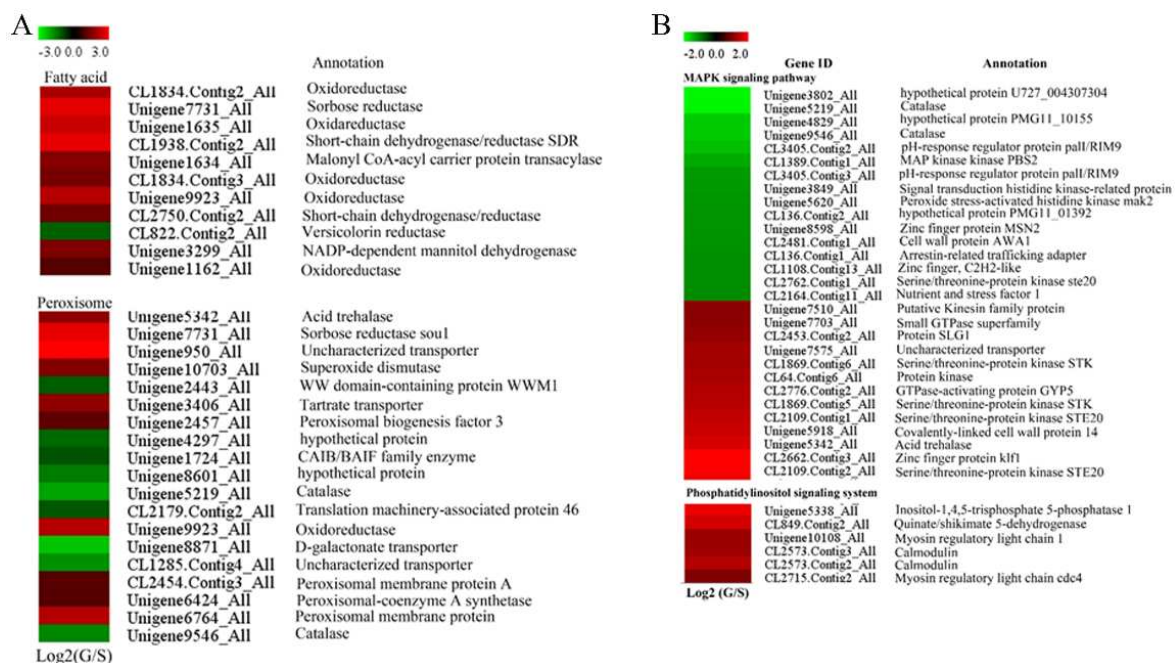 A
-3.0 0.0 3.0
Fatty acid
Annotation
CL1834.Contig2_All Oxidoreductase
Unigene7731_All Sorbose reductase
Unigene1635_All Oxidareductase
CL1938.Contig2_All Short-chain dehydrogenase/reductase SDR
Unigene1634_All Malonyl CoA-acyl carrier protein transacylase
CL1834.Contig3_All Oxidoreductase
Unigene9923_All Oxidoreductase
CL2750.Contig2_All Short-chain dehydrogenase/reductase
CL822.Contig2_All Versicolorin reductase
Unigene3299_All NADP-dependent mannitol dehydrogenase
Unigene1162_All Oxidoreductase
Peroxisome
Unigene5342_All Acid trehalase
Unigene7731_All Sorbose reductase sou1
Unigene950_All Uncharacterized transporter
Unigene10703_All Superoxide dismutase
Unigene2443_All WW domain-containing protein WWM1
Unigene3406_All Tartrate transporter
Unigene2457_All Peroxisomal biogenesis factor 3
Unigene4297_All hypothetical protein
Unigene1724_All CAIB/BAIF family enzyme
Unigene8601_All hypothetical protein
Unigene5219_All Catalase
CL2179.Contig2_All Translation machinery-associated protein 46
Unigene9923_All Oxidoreductase
Unigene8871_All D-galactonate transporter
CL1285.Contig4_All Uncharacterized transporter
CL2454.Contig3_All Peroxisomal membrane protein A
Unigene6424_All Peroxisomal-coenzyme A synthetase
Unigene6764_All Peroxisomal membrane protein
Unigene9546_All Catalase
Log2(G/S)
B
-2.0 0.0 2.0
Gene ID Annotation
MAPK signaling pathway
Unigene3802_All hypothetical protein U727_004307304
Unigene5219_All Catalase
Unigene4829_All hypothetical protein PMG11_10155
Unigene9546_All Catalase
CL3405.Contig2_All pH-response regulator protein palI/RIM9
CL1389.Contig1_All MAP kinase kinase PBS2
CL3405.Contig3_All pH-response regulator protein palI/RIM9
Unigene3849_All Signal transduction histidine kinase-related protein
Unigene5620_All Peroxide stress-activated histidine kinase mak2
CL136.Contig2_All hypothetical protein PMG11_01392
Unigene8598_All Zinc finger protein MSN2
CL2481.Contig1_All Cell wall protein AWA1
CL136.Contig1_All Arrestin-related trafficking adapter
CL1108.Contig13_All Zinc finger, C2H2-like
CL2762.Contig1_All Serine/threonine-protein kinase ste20
CL2164.Contig11_All Nutrient and stress factor 1
Unigene7510_All Putative Kinesin family protein
Unigene7703_All Small GTPase superfamily
CL2453.Contig2_All Protein SLG1
Unigene7575_All Uncharacterized transporter
CL1869.Contig6_All Serine/threonine-protein kinase STK
CL64.Contig6_All Protein kinase
CL2776.Contig2_All GTPase-activating protein GYP5
CL1869.Contig5_All Serine/threonine-protein kinase STK
CL2109.Contig1_All Serine/threonine-protein kinase STE20
Unigene5918_All Covalently-linked cell wall protein 14
Unigene5342_All Acid trehalase
CL2662.Contig3_All Zinc finger protein klf1
CL2109.Contig2_All Serine/threonine-protein kinase STE20
Phosphatidylinositol signaling system
Unigene5338_All Inositol-1,4,5-trisphosphate 5-phosphatase 1
CL849.Contig2_All Quinate/shikimate 5-dehydrogenase
Unigene10108_All Myosin regulatory light chain 1
CL2573.Contig3_All Calmodulin
CL2573.Contig2_All Calmodulin
CL2715.Contig2_All Myosin regulatory light chain cdc4
Log2 (G/S)